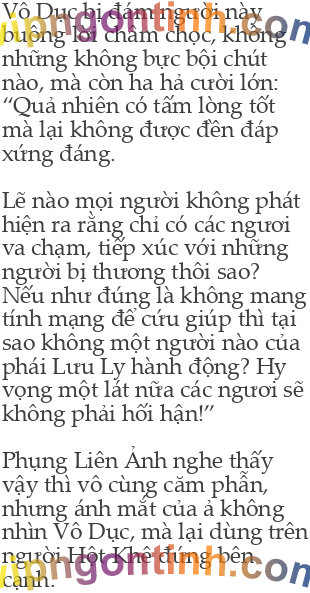 Vô Dục bị đám người này
buông lời châm chọc, không
những không bực bội chút
nào, mà còn ha hả cười lớn:
“Quả nhiên có tấm lòng tốt
mà lại không được đền đáp
xứng đáng.
Lẽ nào mọi người không phát
hiện ra rằng chỉ có các ngươi
va chạm, tiếp xúc với những
người bị thương thôi sao?
Nếu như đúng là không mang
tính mạng để cứu giúp thì tại
sao không một người nào của
phái Lưu Ly hành động? Hy
vọng một lát nữa các ngươi sẽ
không phải hối hận!”
Phụng Liên Ảnh nghe thấy
vậy thì vô cùng căm phẫn,
nhưng ánh mắt của ả không
nhìn Vô Dục, mà lại dùng trên
người Hột Khê đứng bên
cạnh.